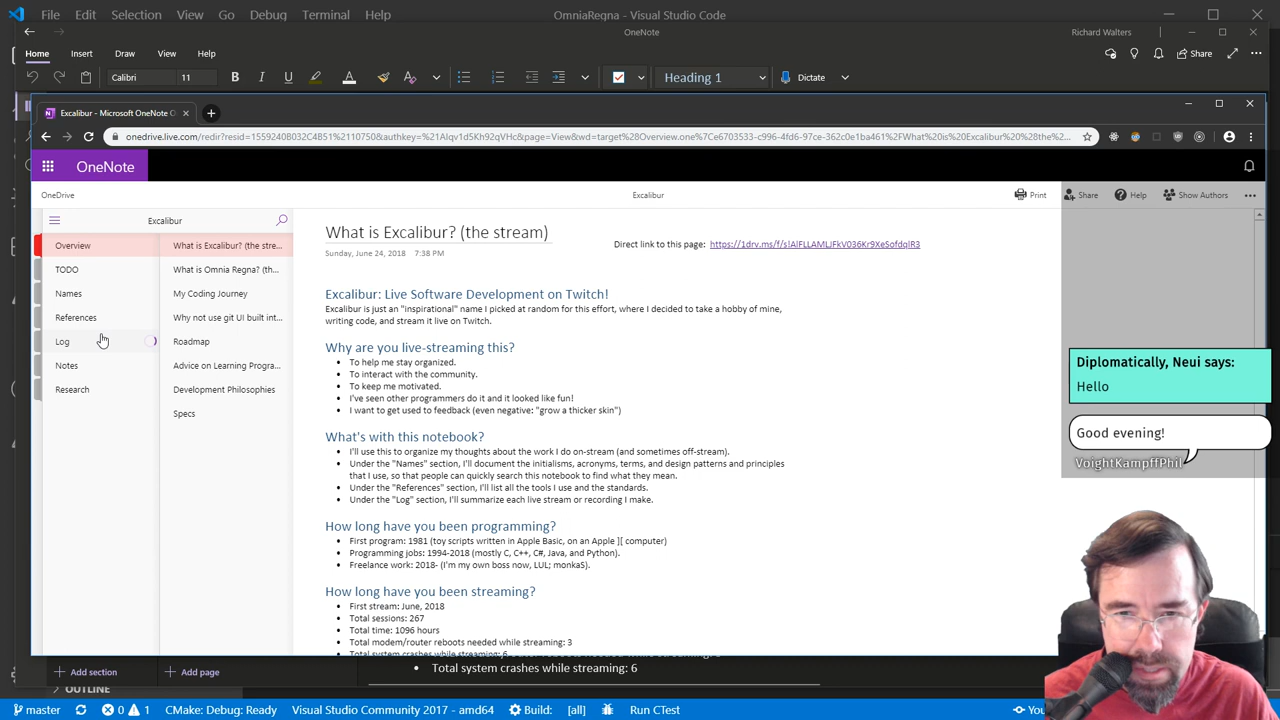 File Edit Selection View Go Debug Terminal Help OmniaRegna - Visual Studio Code
OneNote Richard Walters
Home Insert Draw View Help Share
Calibri 11 B I U A Heading 1 Dictate
Excalibur - Microsoft OneNote O
OneNote
OneDrive Excalibur Print Share Help Show Authors
Excalibur
Overview
TODO
Names
References
Log
Notes
Research
What is Excalibur? (the stre...
What is Omnia Regna? (th...
My Coding Journey
Why not use git UI built int...
Roadmap
Advice on Learning Progra...
Development Philosophies
Specs
What is Excalibur? (the stream)
Sunday, June 24, 2018 7:38 PM
Direct link to this page:
Excalibur: Live Software Development on Twitch!
Excalibur is just an "inspirational" name I picked at random for this effort, where I decided to take a hobby of mine,
writing code, and stream it live on Twitch.
Why are you live-streaming this?
• To help me stay organized.
• To interact with the community.
• To keep me motivated.
• I've seen other programmers do it and it looked like fun!
• I want to get used to feedback (even negative: "grow a thicker skin")
What's with this notebook?
• I'll use this to organize my thoughts about the work I do on-stream (and sometimes off-stream).
• Under the "Names" section, I'll document the initialisms, acronyms, terms, and design patterns and principles
that I use, so that people can quickly search this notebook to find what they mean.
• Under the "References" section, I'll list all the tools I use and the standards.
• Under the "Log" section, I'll summarize each live stream or recording I make.
How long have you been programming?
• First program: 1981 (toy scripts written in Apple Basic, on an Apple ][ computer)
• Programming jobs: 1994-2018 (mostly C, C++, C#, Java, and Python).
• Freelance work: 2018- (I'm my own boss now, LUL; monkaS).
How long have you been streaming?
• First stream: June, 2018
• Total sessions: 267
• Total time: 1096 hours
• Total modem/router reboots needed while streaming: 3
• Total system crashes while streaming: 6
• Total system crashes while streaming: 6
Diplomatically, Neui says:
Hello
Good evening!
VoightKampffPhil
+ Add section + Add page
OUTLINE
master 0 1 CMake: Debug: Ready Visual Studio Community 2017 - amd64 Build: [all] Run CTest You